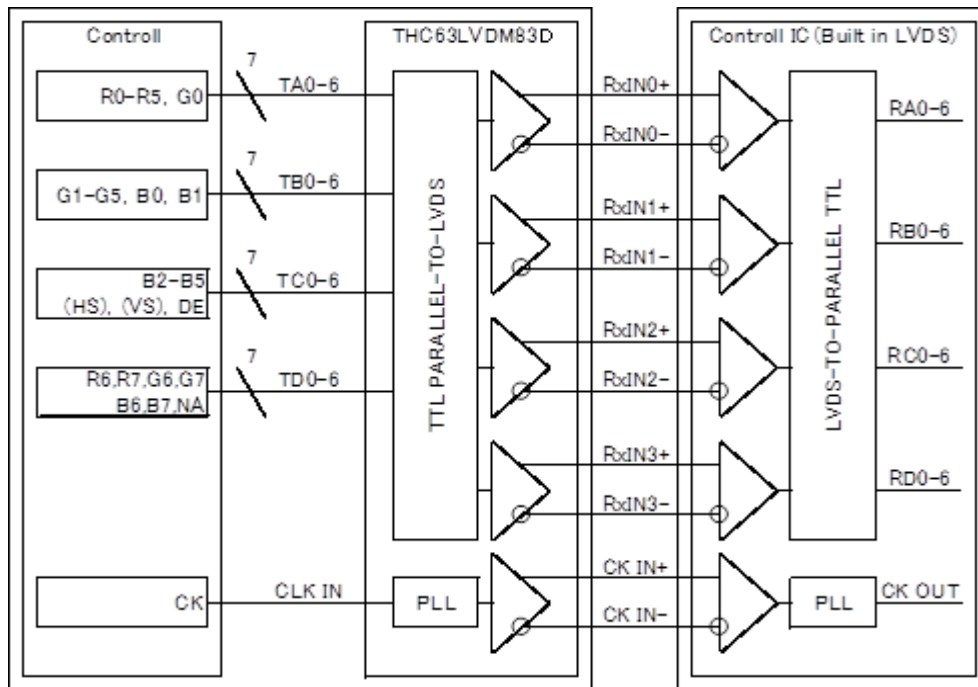 Controll
THC63LVDM83D
Controll IC (Built in LVDS)
R0-R5, G0
7
TA0-6
RxIN0+
RxIN0-
RA0-6
G1-G5, B0, B1
7
TB0-6
RxIN1+
RxIN1-
RB0-6
B2-B5
(HS), (VS), DE
7
TC0-6
RxIN2+
RxIN2-
RC0-6
R6,R7,G6,G7
B6,B7,NA
7
TD0-6
RxIN3+
RxIN3-
RD0-6
TTL PARALLEL-TO-LVDS
LVDS-TO-PARALLEL TTL
CK
CLK IN
PLL
CK IN+
CK IN-
PLL
CK OUT